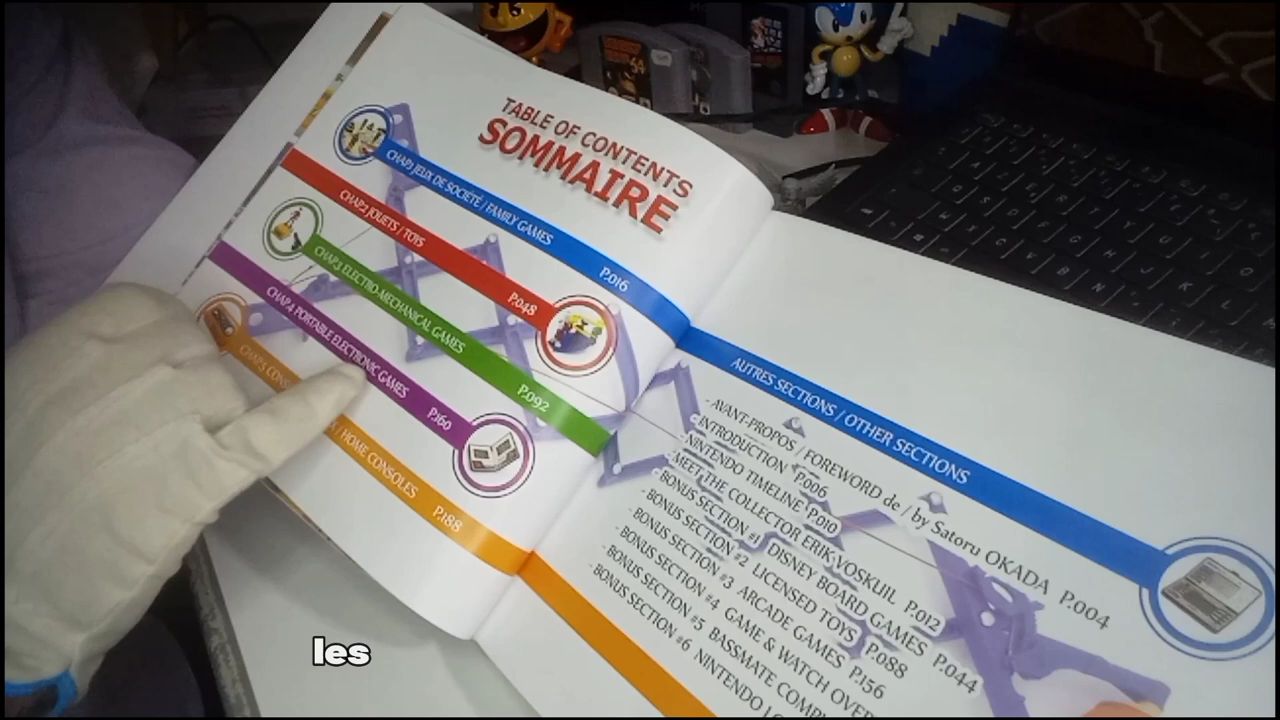 TABLE OF CONTENTS
SOMMAIRE
CHAP.1 JEUX DE SOCIÉTÉ / FAMILY GAMES P.016
CHAP.2 JOUETS / TOYS P.048
CHAP.3 ELECTRO-MECHANICAL GAMES P.092
CHAP.4 PORTABLE ELECTRONIC GAMES P.160
CHAP.5 / HOME CONSOLES P.188
AUTRES SECTIONS / OTHER SECTIONS
- AVANT-PROPOS / FOREWORD de / by Satoru OKADA P.004
- INTRODUCTION P.006
- NINTENDO TIMELINE P.010
- MEET THE COLLECTOR ERIK VOSKUIL P.012
- BONUS SECTION #1 DISNEY BOARD GAMES P.044
- BONUS SECTION #2 LICENSED TOYS P.088
- BONUS SECTION #3 ARCADE GAMES P.156
- BONUS SECTION #4 GAME & WATCH
- BONUS SECTION #5 BASSMATE
- BONUS SECTION #6 NINTENDO
les